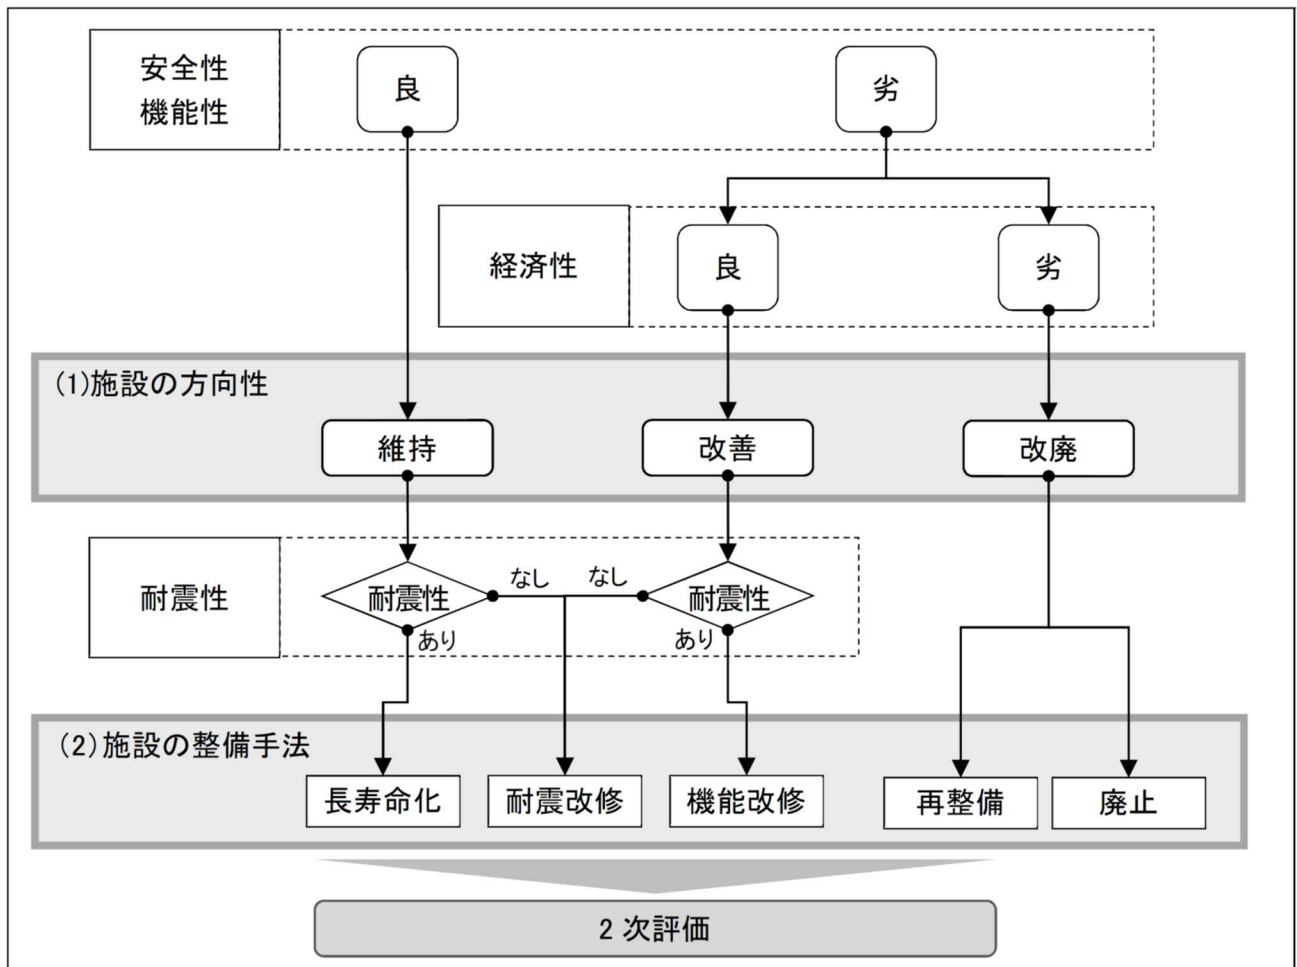 安全性
機能性
良
劣
経済性
良
劣
(1)施設の方向性
維持
改善
改廃
耐震性
耐震性
なし
なし
耐震性
あり
あり
(2)施設の整備手法
長寿命化
耐震改修
機能改修
再整備
廃止
2 次評価